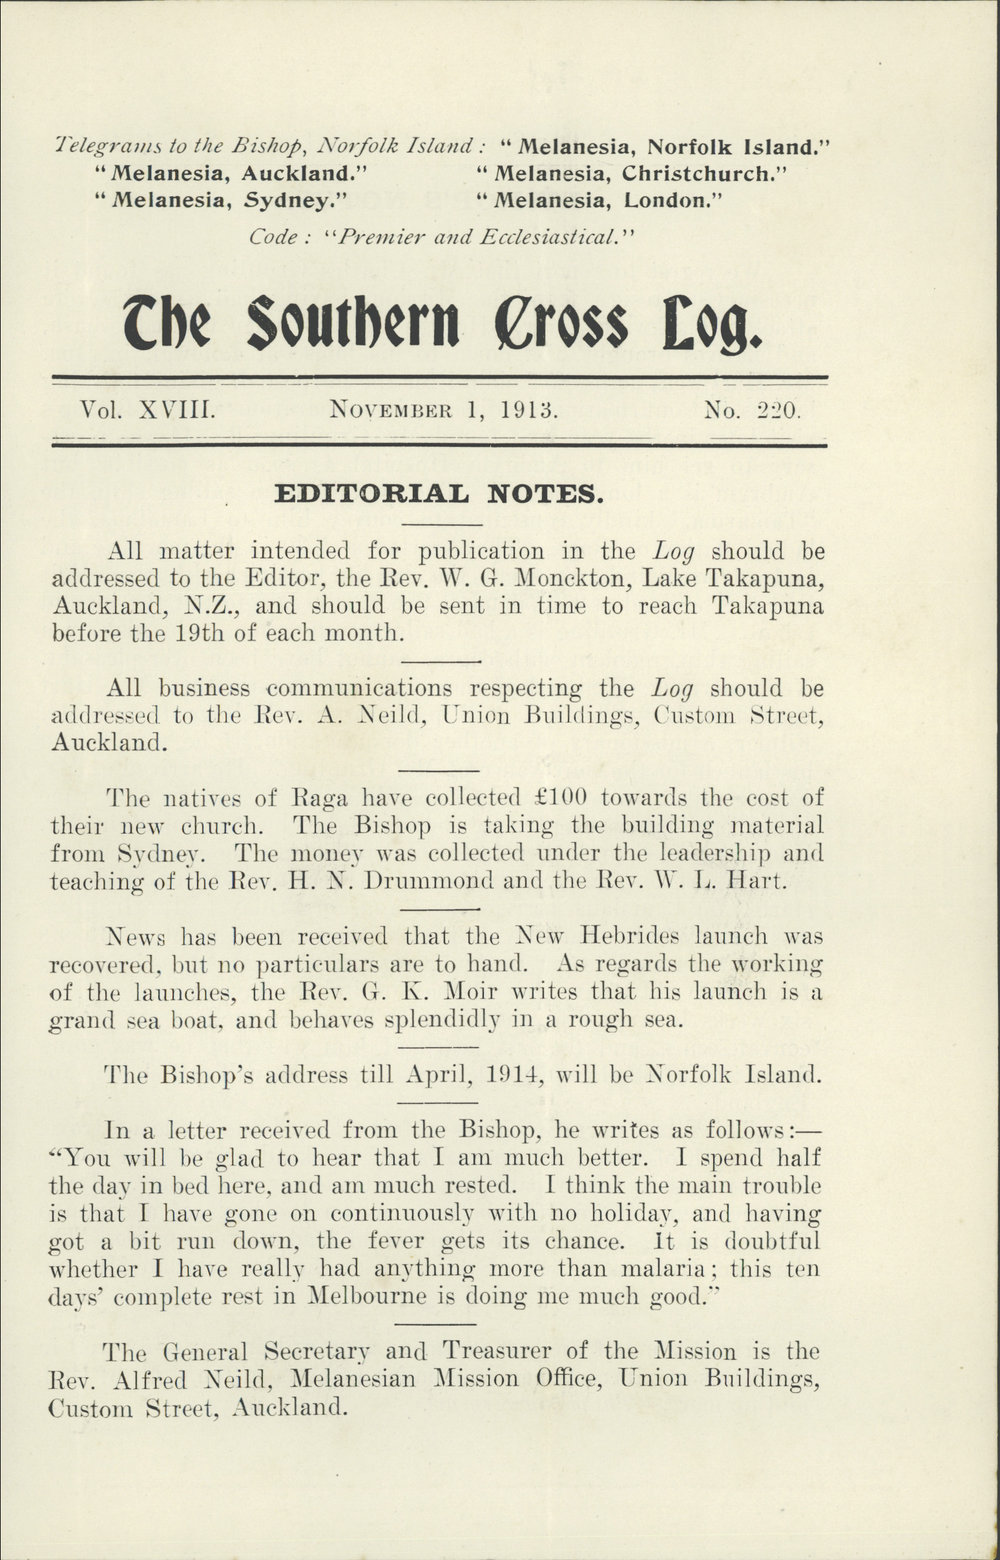 Telegrams to the Bishop, Norfolk Island : “ Melanesia, Norfolk Island.”
“ Melanesia, Auckland.” “ Melanesia, Christchurch.”
“ Melanesia, Sydney.” “ Melanesia, London.”
Code : “Premier and Ecclesiastical.”
The Southern Cross Log.
Vol. XVIII. November 1, 1913. No. 220.
EDITORIAL NOTES.
All matter intended for publication in the Log should be
addressed to the Editor, the Rev. W. G. Monckton, Lake Takapuna,
Auckland, N.Z., and should be sent in time to reach Takapuna
before the 19th of each month.
All business communications respecting the Log should be
addressed to the Rev. A. Neild, Union Buildings, Custom Street,
Auckland.
The natives of Raga have collected £100 towards the cost of
their new church. The Bishop is taking the building material
from Sydney. The money was collected under the leadership and
teaching of the Rev. H. N. Drummond and the Rev. W. L. Hart.
News has been received that the New Hebrides launch was
recovered, but no particulars are to hand. As regards the working
of the launches, the Rev. G. K. Moir writes that his launch is a
grand sea boat, and behaves splendidly in a rough sea.
The Bishop’s address till April, 1914, will be Norfolk Island.
In a letter received from the Bishop, he writes as follows:—
“You will be glad to hear that I am much better. I spend half
the day in bed here, and am much rested. I think the main trouble
is that I have gone on continuously with no holiday, and having
got a bit run down, the fever gets its chance. It is doubtful
whether I have really had anything more than malaria; this ten
days’ complete rest in Melbourne is doing me much good.”
The General Secretary and Treasurer of the Mission is the
Rev. Alfred Neild, Melanesian Mission Office, Union Buildings,
Custom Street, Auckland.